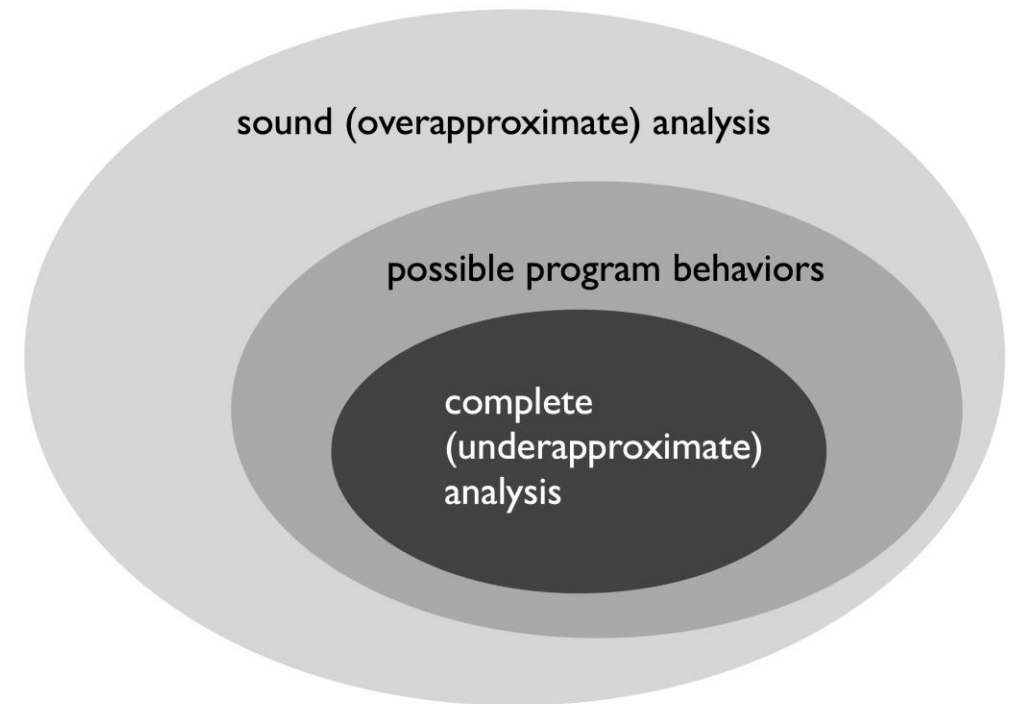 sound (overapproximate) analysis
possible program behaviors
complete
(underapproximate)
analysis